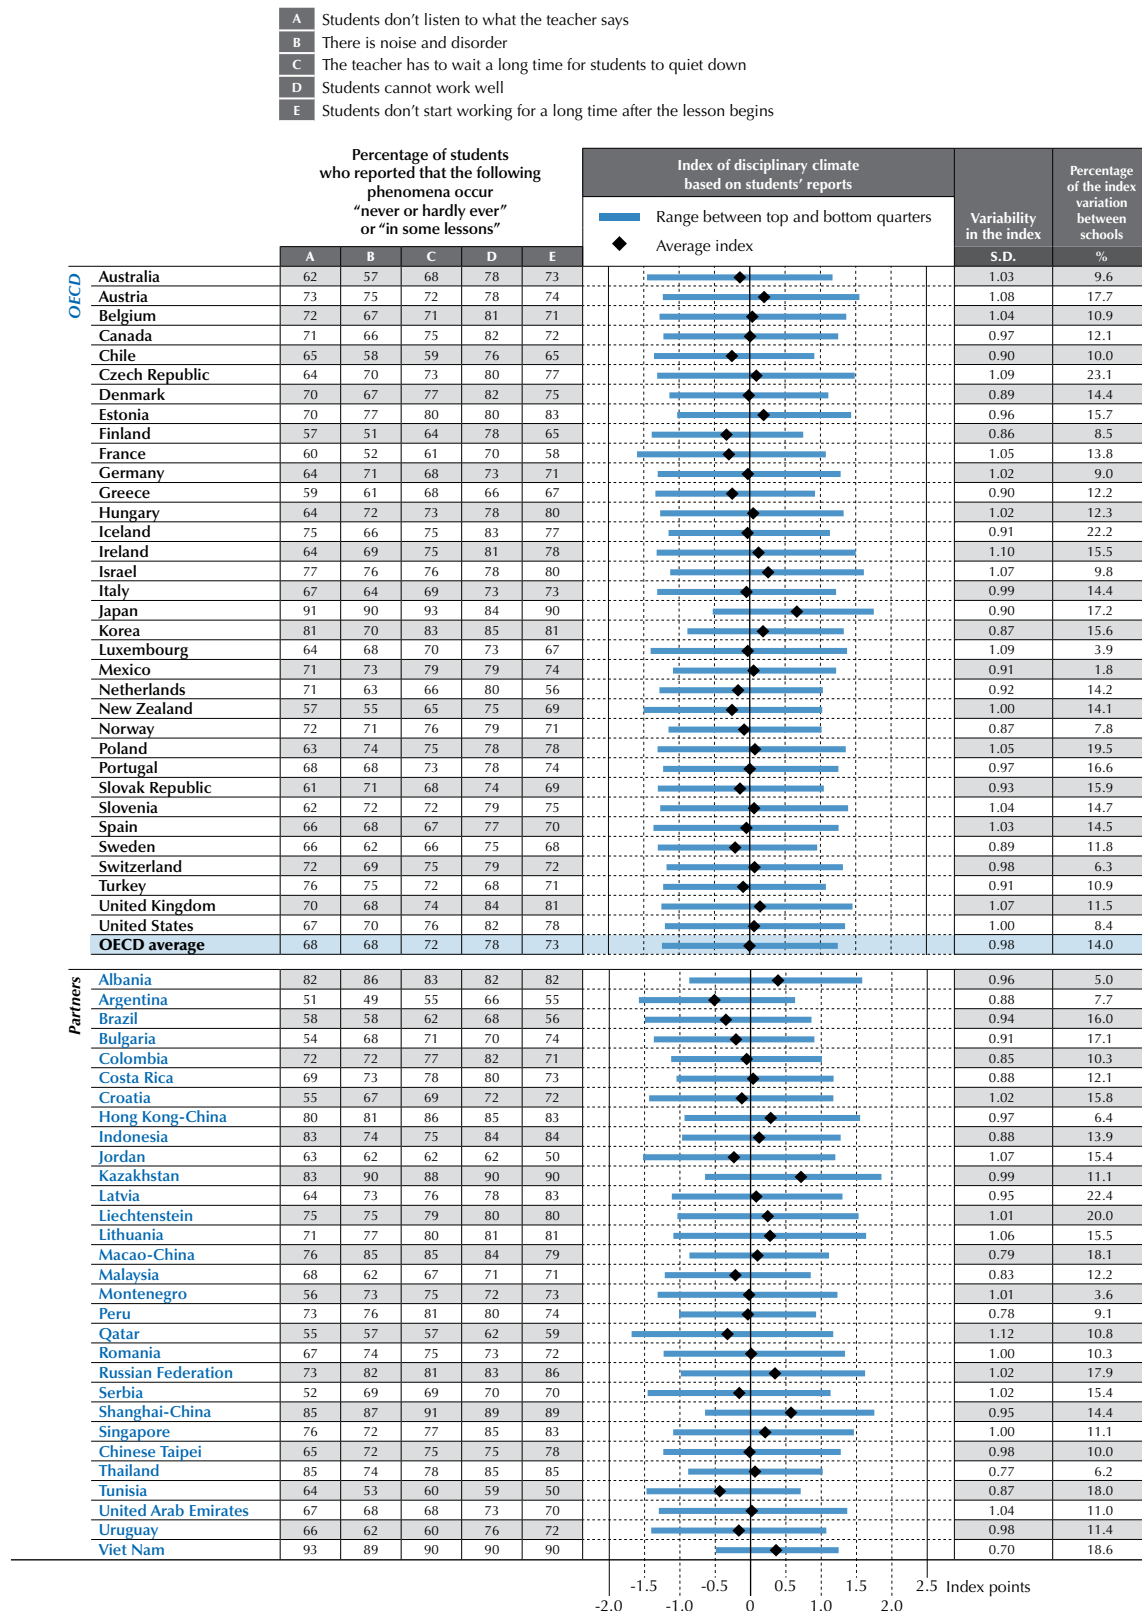 A Students don't listen to what the teacher says
B There is noise and disorder
C The teacher has to wait a long time for students to quiet down
D Students cannot work well
E Students don't start working for a long time after the lesson begins
Percentage of students
who reported that the following
phenomena occur
“never or hardly ever”
or “in some lessons”
Index of disciplinary climate
based on students' reports
Range between top and bottom quarters
Average index
Variability
in the index
Percentage
of the index
variation
between
schools
A B C D E S.D. %
OECD
Australia 62 57 68 78 73 1.03 9.6
Austria 73 75 72 78 74 1.08 17.7
Belgium 72 67 71 81 71 1.04 10.9
Canada 71 66 75 82 72 0.97 12.1
Chile 65 58 59 76 65 0.90 10.0
Czech Republic 64 70 73 80 77 1.09 23.1
Denmark 70 67 77 82 75 0.89 14.4
Estonia 70 77 80 80 83 0.96 15.7
Finland 57 51 64 78 65 0.86 8.5
France 60 52 61 70 58 1.05 13.8
Germany 64 71 68 73 71 1.02 9.0
Greece 59 61 68 66 67 0.90 12.2
Hungary 64 72 73 78 80 1.02 12.3
Iceland 75 66 75 83 77 0.91 22.2
Ireland 64 69 75 81 78 1.10 15.5
Israel 77 76 76 78 80 1.07 9.8
Italy 67 64 69 73 73 0.99 14.4
Japan 91 90 93 84 90 0.90 17.2
Korea 81 70 83 85 81 0.87 15.6
Luxembourg 64 68 70 73 67 1.09 3.9
Mexico 71 73 79 79 74 0.91 1.8
Netherlands 71 63 66 80 56 0.92 14.2
New Zealand 57 55 65 75 69 1.00 14.1
Norway 72 71 76 79 71 0.87 7.8
Poland 63 74 75 78 78 1.05 19.5
Portugal 68 68 73 78 74 0.97 16.6
Slovak Republic 61 71 68 74 69 0.93 15.9
Slovenia 62 72 72 79 75 1.04 14.7
Spain 66 68 67 77 70 1.03 14.5
Sweden 66 62 66 75 68 0.89 11.8
Switzerland 72 69 75 79 72 0.98 6.3
Turkey 76 75 72 68 71 0.91 10.9
United Kingdom 70 68 74 84 81 1.07 11.5
United States 67 70 76 82 78 1.00 8.4
OECD average 68 68 72 78 73 0.98 14.0
Partners
Albania 82 86 83 82 82 0.96 5.0
Argentina 51 49 55 66 55 0.88 7.7
Brazil 58 58 62 68 56 0.94 16.0
Bulgaria 54 68 71 70 74 0.91 17.1
Colombia 72 72 77 82 71 0.85 10.3
Costa Rica 69 73 78 80 73 0.88 12.1
Croatia 55 67 69 72 72 1.02 15.8
Hong Kong-China 80 81 86 85 83 0.97 6.4
Indonesia 83 74 75 84 84 0.88 13.9
Jordan 63 62 62 62 50 1.07 15.4
Kazakhstan 83 90 88 90 90 0.99 11.1
Latvia 64 73 76 78 83 0.95 22.4
Liechtenstein 75 75 79 80 80 1.01 20.0
Lithuania 71 77 80 81 81 1.06 15.5
Macao-China 76 85 85 84 79 0.79 18.1
Malaysia 68 62 67 71 71 0.83 12.2
Montenegro 56 73 75 72 73 1.01 3.6
Peru 73 76 81 80 74 0.78 9.1
Qatar 55 57 57 62 59 1.12 10.8
Romania 67 74 75 73 72 1.00 10.3
Russian Federation 73 82 81 83 86 1.02 17.9
Serbia 52 69 69 70 70 1.02 15.4
Shanghai-China 85 87 91 89 89 0.95 14.4
Singapore 76 72 77 85 83 1.00 11.1
Chinese Taipei 65 72 75 75 78 0.98 10.0
Thailand 85 74 78 85 85 0.77 6.2
Tunisia 64 53 60 59 50 0.87 18.0
United Arab Emirates 67 68 68 73 70 1.04 11.0
Uruguay 66 62 60 76 72 0.98 11.4
Viet Nam 93 89 90 90 90 0.70 18.6
-1.5 -0.5 0.5 1.5 2.5 Index points
-2.0 -1.0 0 1.0 2.0